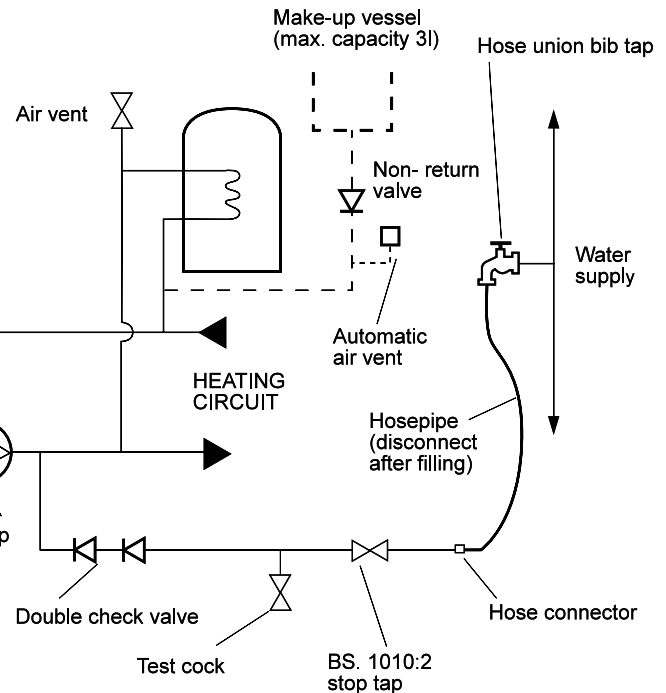 Make-up vessel
(max. capacity 3l)
Hose union bib tap
Air vent
Non- return
valve
Water
supply
Automatic
air vent
HEATING
CIRCUIT
Hosepipe
(disconnect
after filling)
Double check valve
Hose connector
Test cock
BS. 1010:2
stop tap